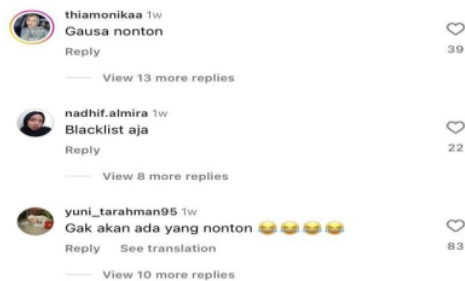 thiamonikaa 1w
Gausa nonton
Reply
39
View 13 more replies
nadhif.almira 1w
Blacklist aja
Reply
22
View 8 more replies
yuni_tarahman95 1w
Gak akan ada yang nonton 😂😂😂😂
Reply See translation
83
View 10 more replies